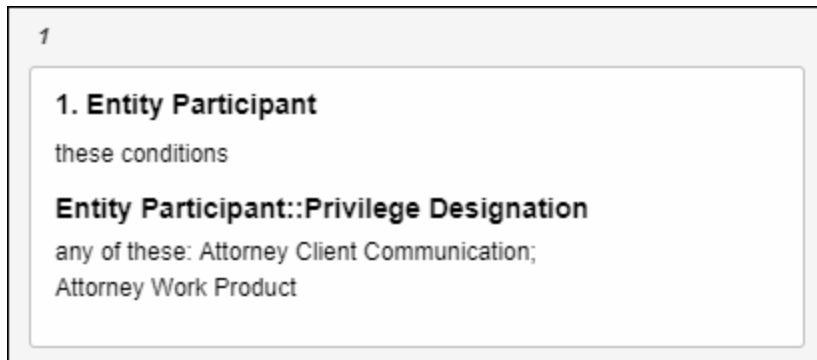 1
1. Entity Participant
these conditions
Entity Participant::Privilege Designation
any of these: Attorney Client Communication;
Attorney Work Product